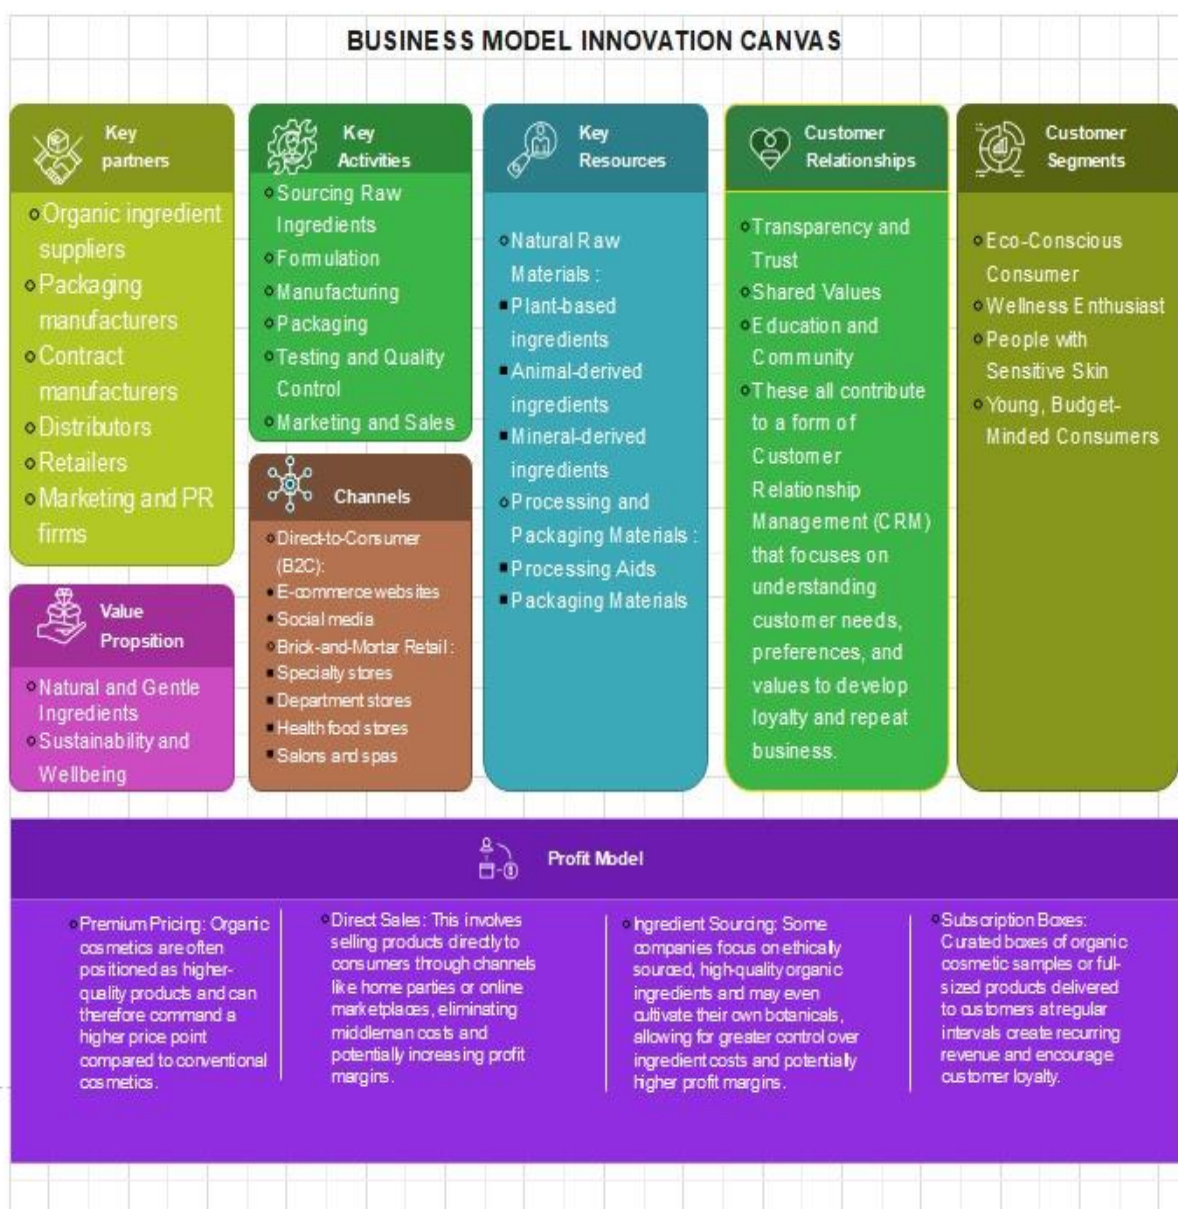 BUSINESS MODEL INNOVATION CANVAS
Key
partners
Organic ingredient
suppliers
Packaging
manufacturers
Contract
manufacturers
Distributors
Retailers
Marketing and PR
firms
Value
Propsition
Natural and Gentle
Ingredients
Sustainability and
Wellbeing
Key
Activities
Sourcing Raw
Ingredients
Formulation
Manufacturing
Packaging
Testing and Quality
Control
Marketing and Sales
Channels
Direct-to-Consumer
(B2C):
E-commerce websites
Social media
Brick-and-Mortar Retail :
Specialty stores
Department stores
Health food stores
Salons and spas
Key
Resources
Natural Raw
Materials :
Plant-based
ingredients
Animal-derived
ingredients
Mineral-derived
ingredients
Processing and
Packaging Materials :
Processing Aids
Packaging Materials
Customer
Relationships
Transparency and
Trust
Shared Values
Education and
Community
These all contribute
to a form of
Customer
Relationship
Management (CRM)
that focuses on
understanding
customer needs,
preferences, and
values to develop
loyalty and repeat
business.
Customer
Segments
Eco-Conscious
Consumer
Wellness Enthusiast
People with
Sensitive Skin
Young, Budget-
Minded Consumers
Profit Model
Premium Pricing: Organic
cosmetics are often
positioned as higher-
quality products and can
therefore command a
higher price point
compared to conventional
cosmetics.
Direct Sales: This involves
selling products directly to
consumers through channels
like home parties or online
marketplaces, eliminating
middleman costs and
potentially increasing profit
margins.
Ingredient Sourcing: Some
companies focus on ethically
sourced, high-quality organic
ingredients and may even
cultivate their own botanicals,
allowing for greater control over
ingredient costs and potentially
higher profit margins.
Subscription Boxes:
Curated boxes of organic
cosmetic samples or full-
sized products delivered
to customers at regular
intervals create recurring
revenue and encourage
customer loyalty.